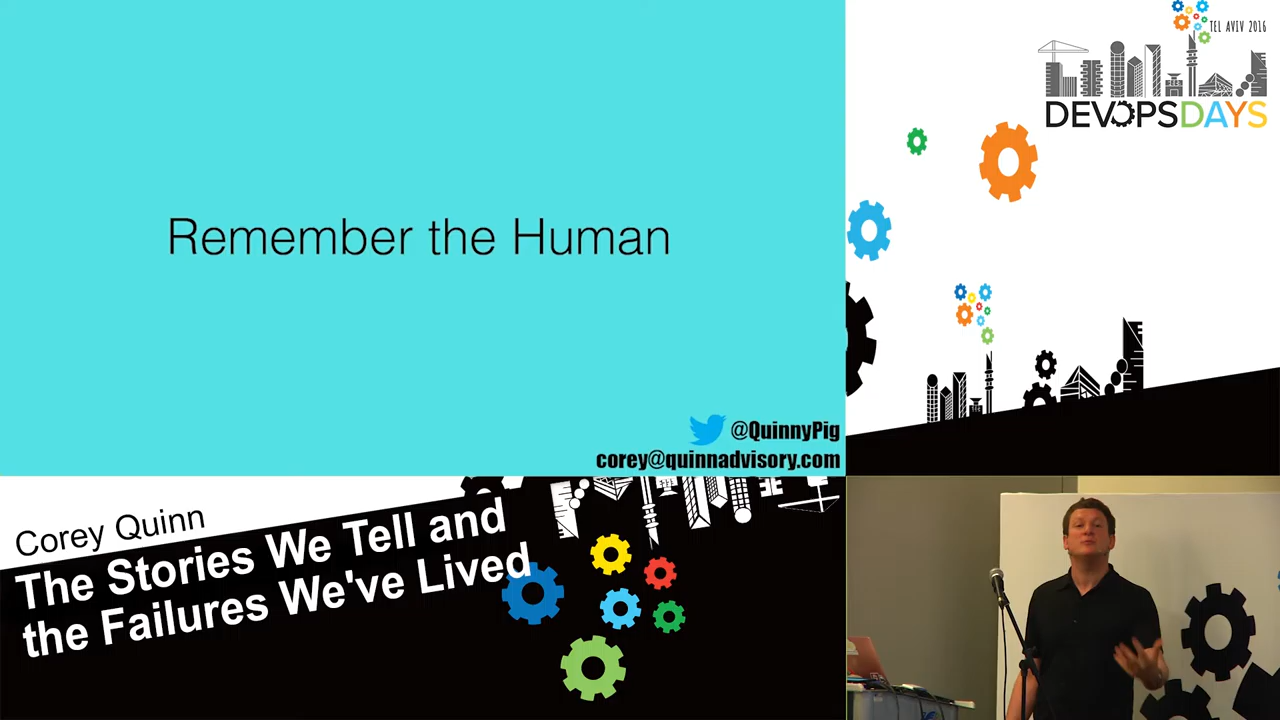 Remember the Human
@QuinnyPig
corey@quinnadvisory.com
TEL AVIV 2016
DEVOPSDAYS
Corey Quinn
The Stories We Tell and
the Failures We've Lived